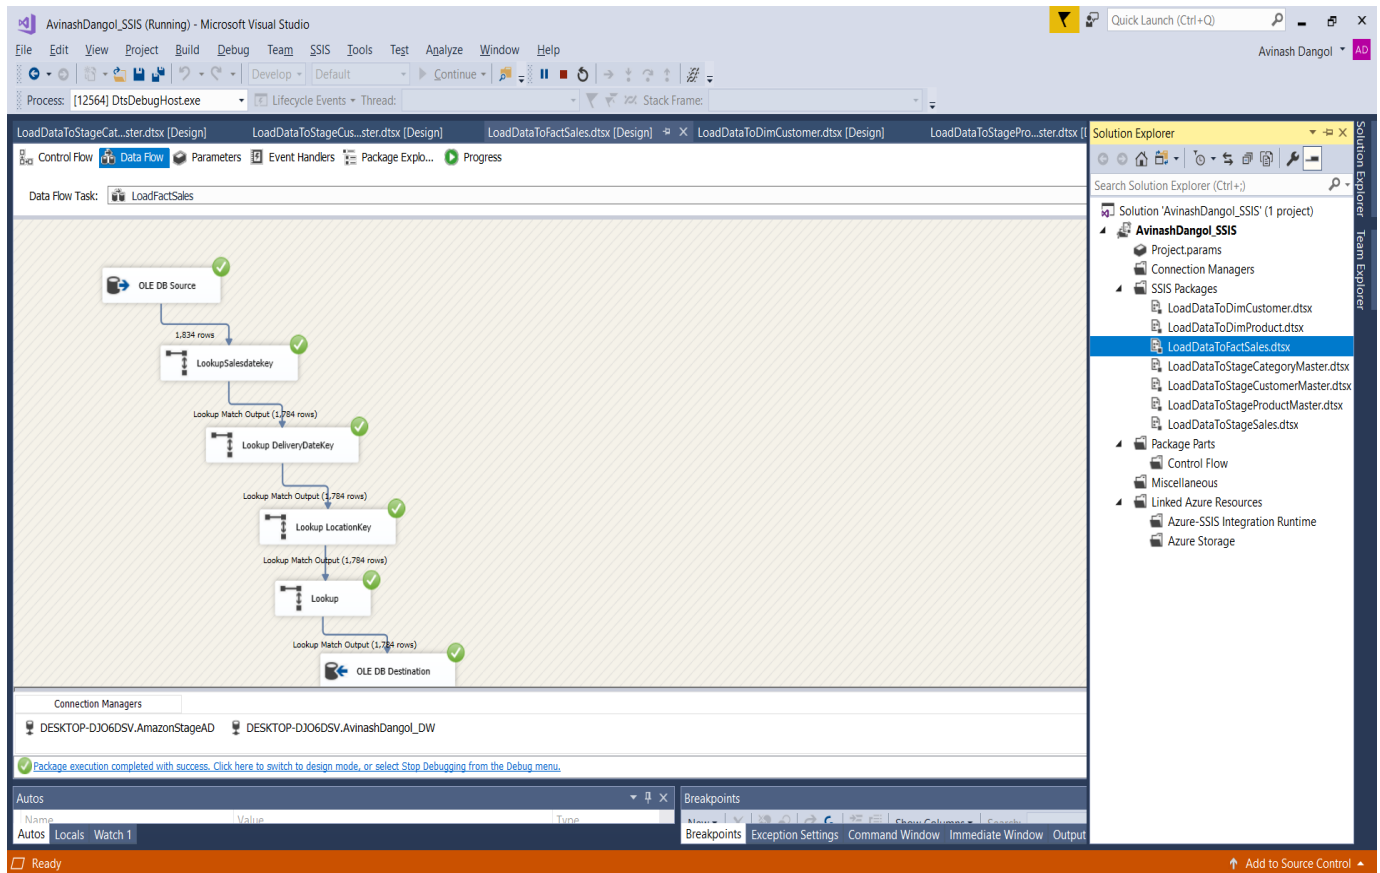 AvinashDangol_SSIS (Running) - Microsoft Visual Studio
Quick Launch (Ctrl+Q)
File Edit View Project Build Debug Team SSIS Tools Test Analyze Window Help
Avinash Dangol AD
Develop Default Continue
Process: [12564] DtsDebugHost.exe Lifecycle Events Thread: Stack Frame:
LoadDataToStageCat...ster.dtsx [Design] LoadDataToStageCus...ster.dtsx [Design] LoadDataToFactSales.dtsx [Design] LoadDataToDimCustomer.dtsx [Design] LoadDataToStagePro...ster.dtsx [D
Control Flow Data Flow Parameters Event Handlers Package Explo... Progress
Data Flow Task: LoadFactSales
OLE DB Source
1,834 rows
LookupSalesdatekey
Lookup Match Output (1,784 rows)
Lookup DeliveryDateKey
Lookup Match Output (1,784 rows)
Lookup LocationKey
Lookup Match Output (1,784 rows)
Lookup
Lookup Match Output (1,784 rows)
OLE DB Destination
Connection Managers
DESKTOP-DJO6DSV.AmazonStageAD DESKTOP-DJO6DSV.AvinashDangol_DW
Package execution completed with success. Click here to switch to design mode, or select Stop Debugging from the Debug menu.
Autos
Name Value Type
Autos Locals Watch 1
Breakpoints
New Show Columns Search:
Breakpoints Exception Settings Command Window Immediate Window Output
Solution Explorer
Search Solution Explorer (Ctrl+;)
Solution 'AvinashDangol_SSIS' (1 project)
AvinashDangol_SSIS
Project.params
Connection Managers
SSIS Packages
LoadDataToDimCustomer.dtsx
LoadDataToDimProduct.dtsx
LoadDataToFactSales.dtsx
LoadDataToStageCategoryMaster.dtsx
LoadDataToStageCustomerMaster.dtsx
LoadDataToStageProductMaster.dtsx
LoadDataToStageSales.dtsx
Package Parts
Control Flow
Miscellaneous
Linked Azure Resources
Azure-SSIS Integration Runtime
Azure Storage
Solution Explorer
Team Explorer
Ready
Add to Source Control